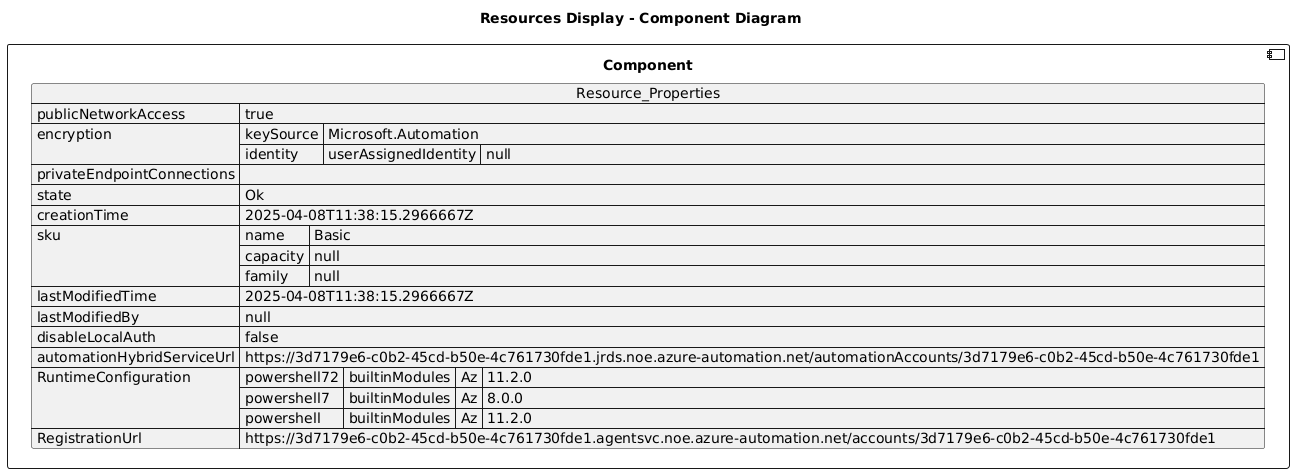 Resources Display - Component Diagram
Component
Resource_Properties
publicNetworkAccess true
encryption keySource Microsoft.Automation
identity userAssignedIdentity null
privateEndpointConnections
state Ok
creationTime 2025-04-08T11:38:15.2966667Z
sku name Basic
capacity null
family null
lastModifiedTime 2025-04-08T11:38:15.2966667Z
lastModifiedBy null
disableLocalAuth false
automationHybridServiceUrl https://3d7179e6-c0b2-45cd-b50e-4c761730fde1.jrds.noe.azure-automation.net/automationAccounts/3d7179e6-c0b2-45cd-b50e-4c761730fde1
RuntimeConfiguration powershell72 builtinModules Az 11.2.0
powershell7 builtinModules Az 8.0.0
powershell builtinModules Az 11.2.0
RegistrationUrl https://3d7179e6-c0b2-45cd-b50e-4c761730fde1.agentsvc.noe.azure-automation.net/accounts/3d7179e6-c0b2-45cd-b50e-4c761730fde1